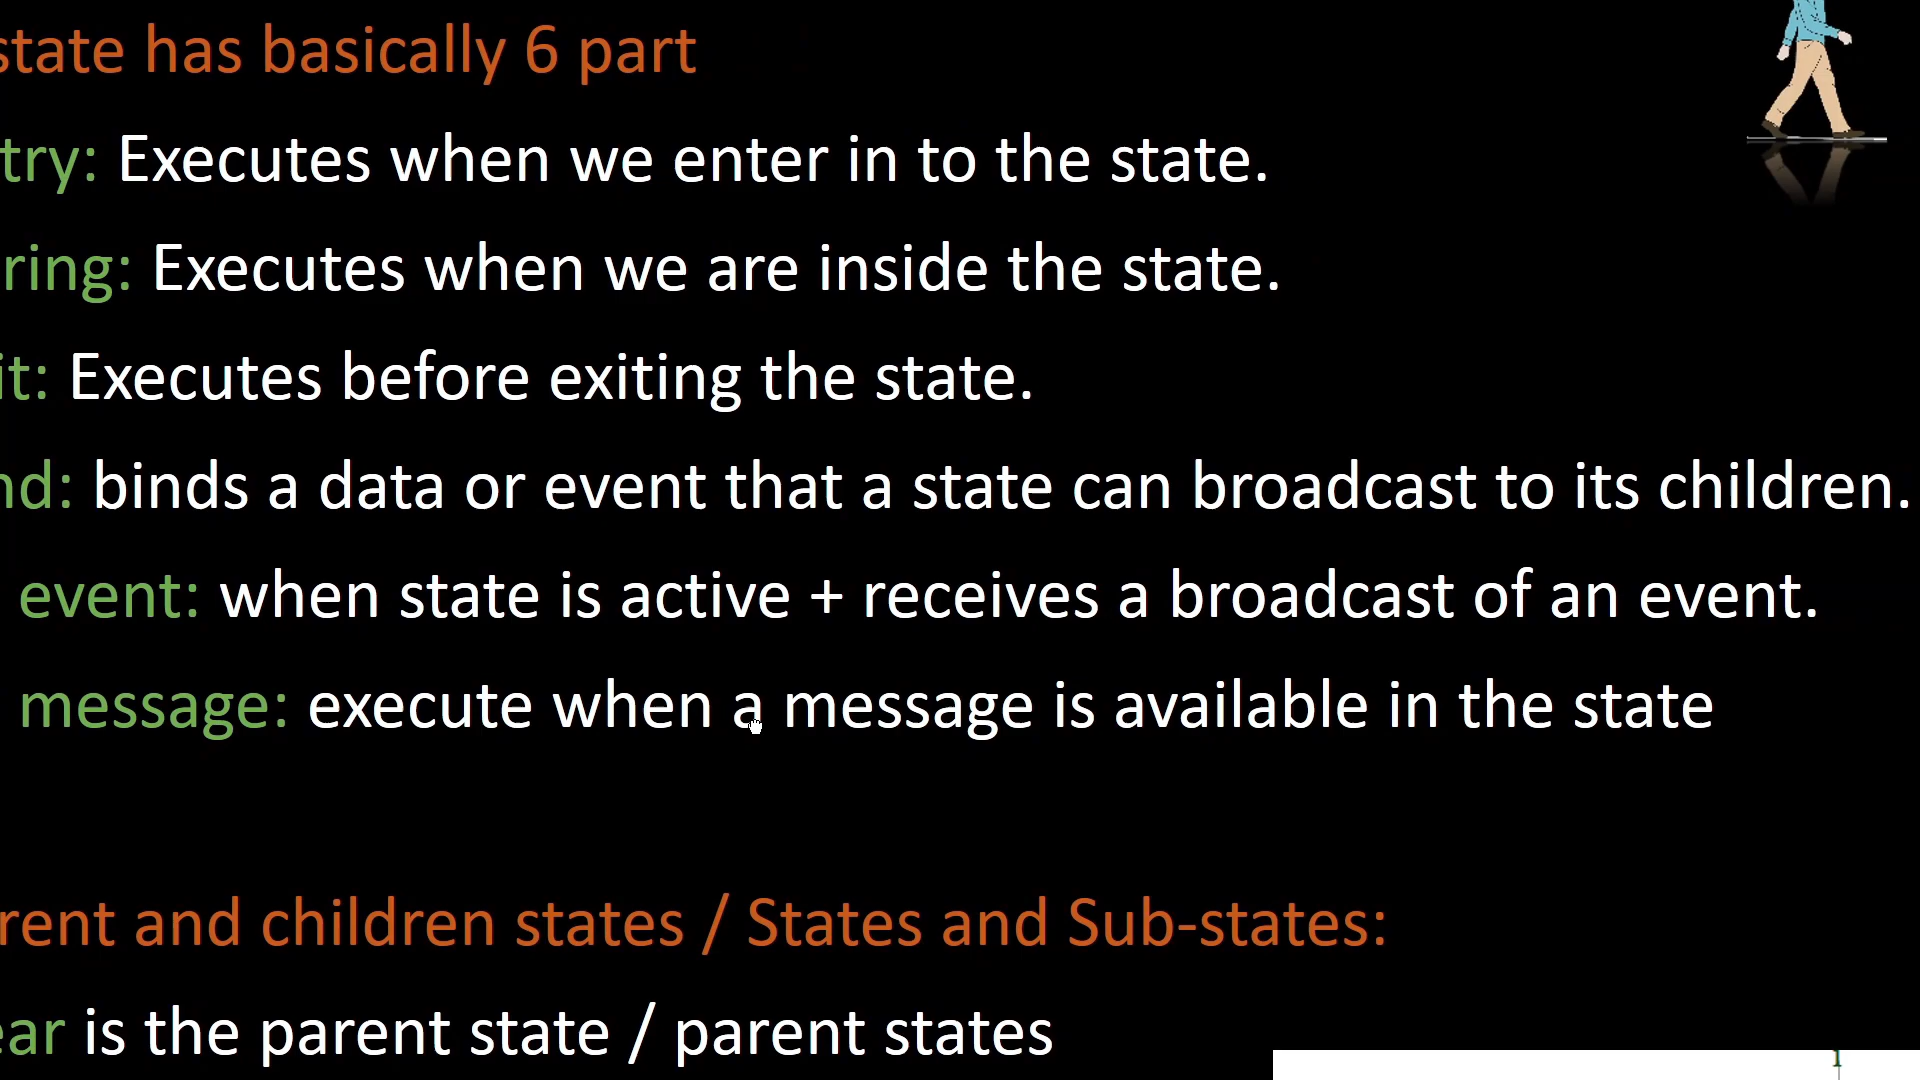 state has basically 6 part
try: Executes when we enter in to the state.
ring: Executes when we are inside the state.
it: Executes before exiting the state.
nd: binds a data or event that a state can broadcast to its children.
event: when state is active + receives a broadcast of an event.
message: execute when a message is available in the state
rent and children states / States and Sub-states:
ear is the parent state / parent states
1